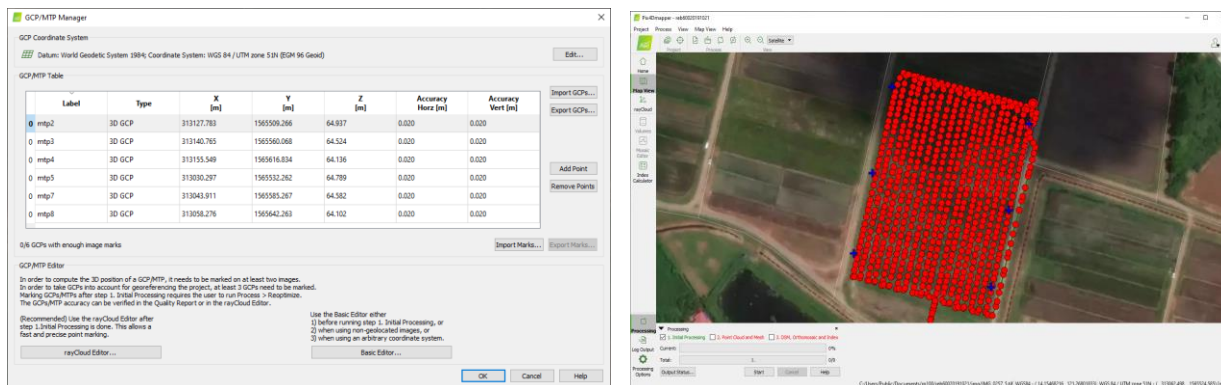 GCP/MTP Manager
GCP Coordinate System
Datum: World Geodetic System 1984; Coordinate System: WGS 84 / UTM zone 51N (EGM 96 Geoid)
Edit...
GCP/MTP Table
Label Type X [m] Y [m] Z [m] Accuracy Horz [m] Accuracy Vert [m]
0 mtp2 3D GCP 313127.783 1565509.266 64.937 0.020 0.020
0 mtp3 3D GCP 313140.765 1565560.068 64.524 0.020 0.020
0 mtp4 3D GCP 313155.549 1565616.834 64.136 0.020 0.020
0 mtp5 3D GCP 313030.297 1565532.262 64.789 0.020 0.020
0 mtp7 3D GCP 313043.911 1565585.267 64.582 0.020 0.020
0 mtp8 3D GCP 313058.276 1565642.263 64.102 0.020 0.020
Import GCPs...
Export GCPs...
Add Point
Remove Points
0/6 GCPs with enough image marks
Import Marks... Export Marks...
GCP/MTP Editor
In order to compute the 3D position of a GCP/MTP, it needs to be marked on at least two images.
In order to take GCPs into account for georeferencing the project, at least 3 GCPs need to be marked.
Marking GCPs/MTPs after step 1. Initial Processing requires the user to run Process > Reoptimize.
The GCPs/MTP accuracy can be verified in the Quality Report or in the rayCloud Editor.
(Recommended) Use the rayCloud Editor after
step 1.Initial Processing is done. This allows a
fast and precise point marking.
rayCloud Editor...
Use the Basic Editor either
1) before running step 1. Initial Processing, or
2) when using non-geolocated images, or
3) when using an arbitrary coordinate system.
Basic Editor...
OK Cancel Help
Project Process View Map View Help
Project Process View
Satellite
Home
Map View
rayCloud
Volumes
Mosaic Editor
Index Calculator
Processing
Log Output
Processing Options
Processing
1. Initial Processing 2. Point Cloud and Mesh 3. DSM, Orthomosaic and Index
Current: 0%
Total: 1. 0/8
Output Status... Start Cancel Help